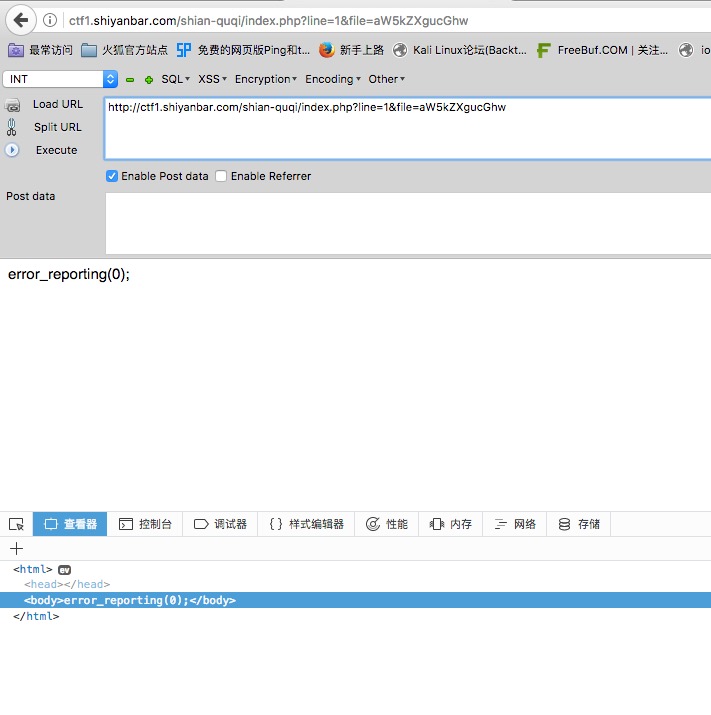 ctf1.shiyanbar.com/shian-quqi/index.php?line=1&file=aW5kZXgucGhw
最常访问 火狐官方站点 SP 免费的网页版Ping和t... 新手上路 Kali Linux论坛(Backt... FreeBuf.COM | 关注... io
INT SQL XSS Encryption Encoding Other
Load URL http://ctf1.shiyanbar.com/shian-quqi/index.php?line=1&file=aW5kZXgucGhw
Split URL
Execute
Enable Post data Enable Referrer
Post data
error_reporting(0);
查看器 控制台 调试器 {} 样式编辑器 性能 内存 网络 存储
<html> ev
<head></head>
<body>error_reporting(0);</body>
</html>